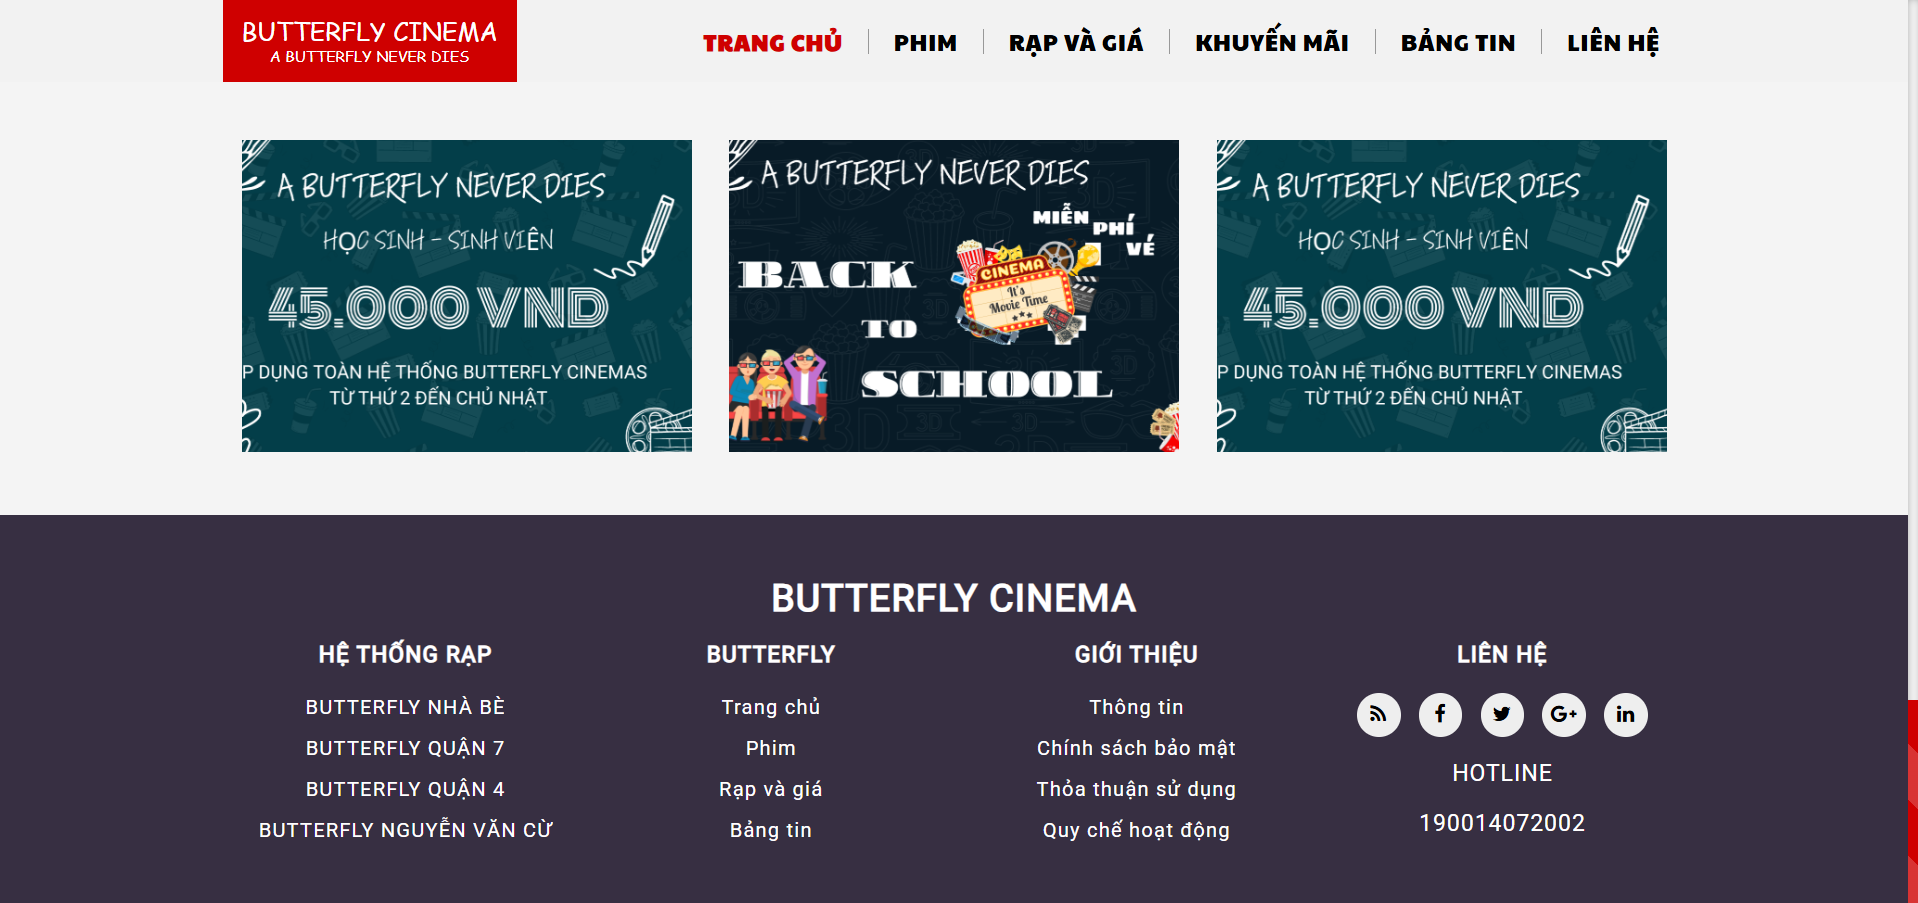 BUTTERFLY CINEMA
A BUTTERFLY NEVER DIES
TRANG CHỦ
PHIM
RẠP VÀ GIÁ
KHUYẾN MÃI
BẢNG TIN
LIÊN HỆ
A BUTTERFLY NEVER DIES
HỌC SINH - SINH VIÊN
45.000 VND
P DỤNG TOÀN HỆ THỐNG BUTTERFLY CINEMAS
TỪ THỨ 2 ĐẾN CHỦ NHẬT
A BUTTERFLY NEVER DIES
MIỄN PHÍ VÉ
BACK
TO
SCHOOL
CINEMA
It's
Movie Time
3D
3D
A BUTTERFLY NEVER DIES
HỌC SINH - SINH VIÊN
45.000 VND
P DỤNG TOÀN HỆ THỐNG BUTTERFLY CINEMAS
TỪ THỨ 2 ĐẾN CHỦ NHẬT
BUTTERFLY CINEMA
HỆ THỐNG RẠP
BUTTERFLY NHÀ BÈ
BUTTERFLY QUẬN 7
BUTTERFLY QUẬN 4
BUTTERFLY NGUYỄN VĂN CỪ
BUTTERFLY
Trang chủ
Phim
Rạp và giá
Bảng tin
GIỚI THIỆU
Thông tin
Chính sách bảo mật
Thỏa thuận sử dụng
Quy chế hoạt động
LIÊN HỆ
HOTLINE
190014072002